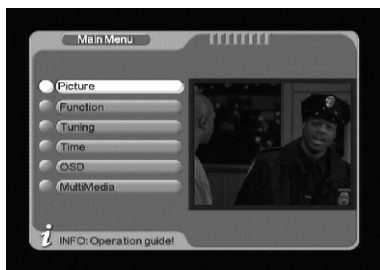 Main Menu
Picture
Function
Tuning
Time
OSD
MultiMedia
i INFO: Operation guide!